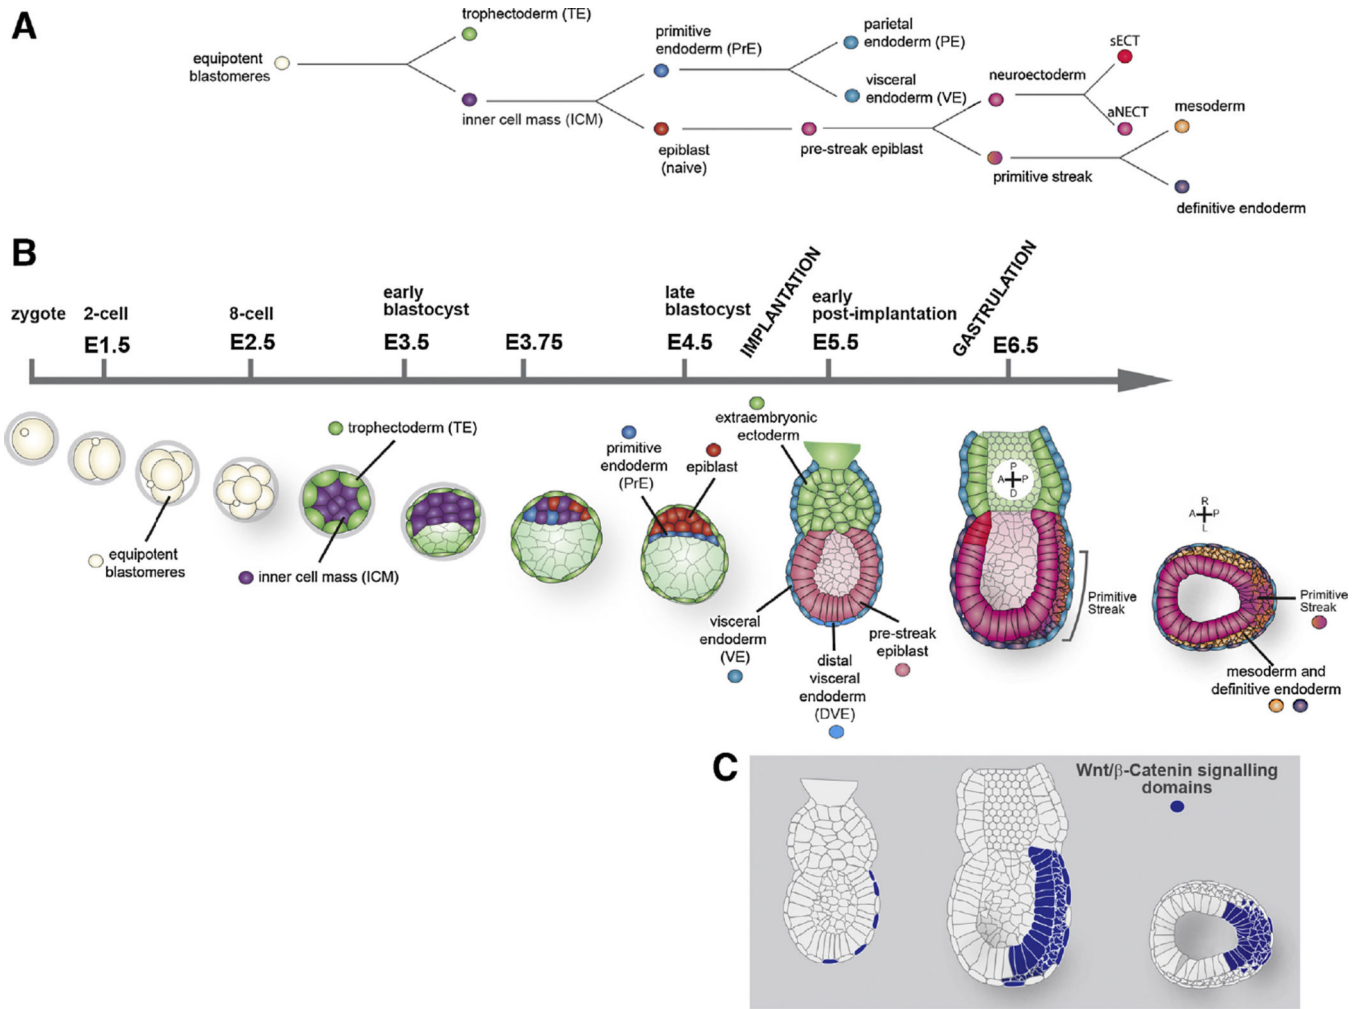 A
equipotent
blastomeres
trophectoderm (TE)
inner cell mass (ICM)
primitive
endoderm (PrE)
epiblast
(naive)
parietal
endoderm (PE)
visceral
endoderm (VE)
pre-streak epiblast
neuroectoderm
primitive streak
sECT
aNECT
mesoderm
definitive endoderm
B
zygote
2-cell
E1.5
8-cell
E2.5
early
blastocyst
E3.5
E3.75
late
blastocyst
E4.5
IMPLANTATION
early
post-implantation
E5.5
GASTRULATION
E6.5
equipotent
blastomeres
trophectoderm (TE)
inner cell mass (ICM)
primitive
endoderm
(PrE)
epiblast
extraembryonic
ectoderm
visceral
endoderm
(VE)
distal
visceral
endoderm
(DVE)
pre-streak
epiblast
P
A P
D
Primitive
Streak
R
A P
L
Primitive
Streak
mesoderm and
definitive endoderm
C
Wnt/β-Catenin signalling
domains